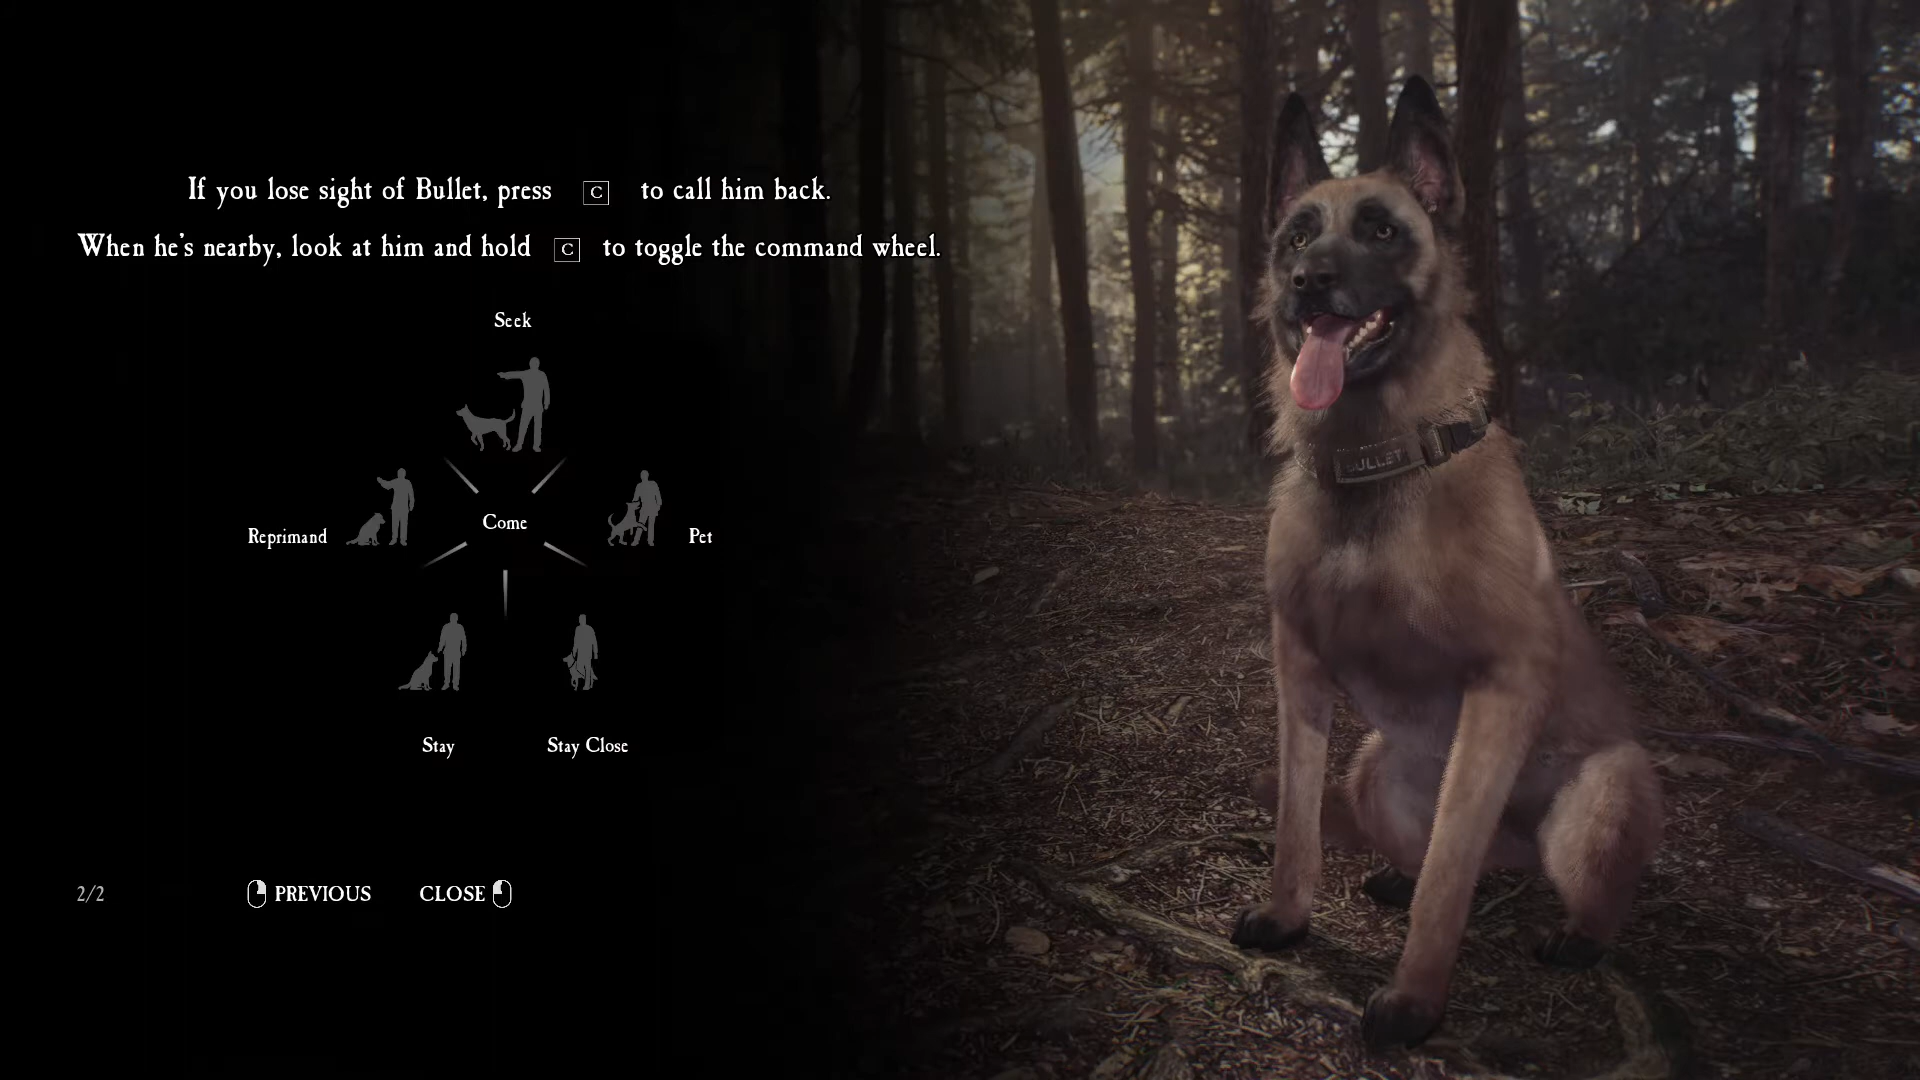 If you lose sight of Bullet, press C to call him back.
When he's nearby, look at him and hold C to toggle the command wheel.
Seek
Come
Reprimand
Pet
Stay
Stay Close
BULLET
2/2
PREVIOUS
CLOSE